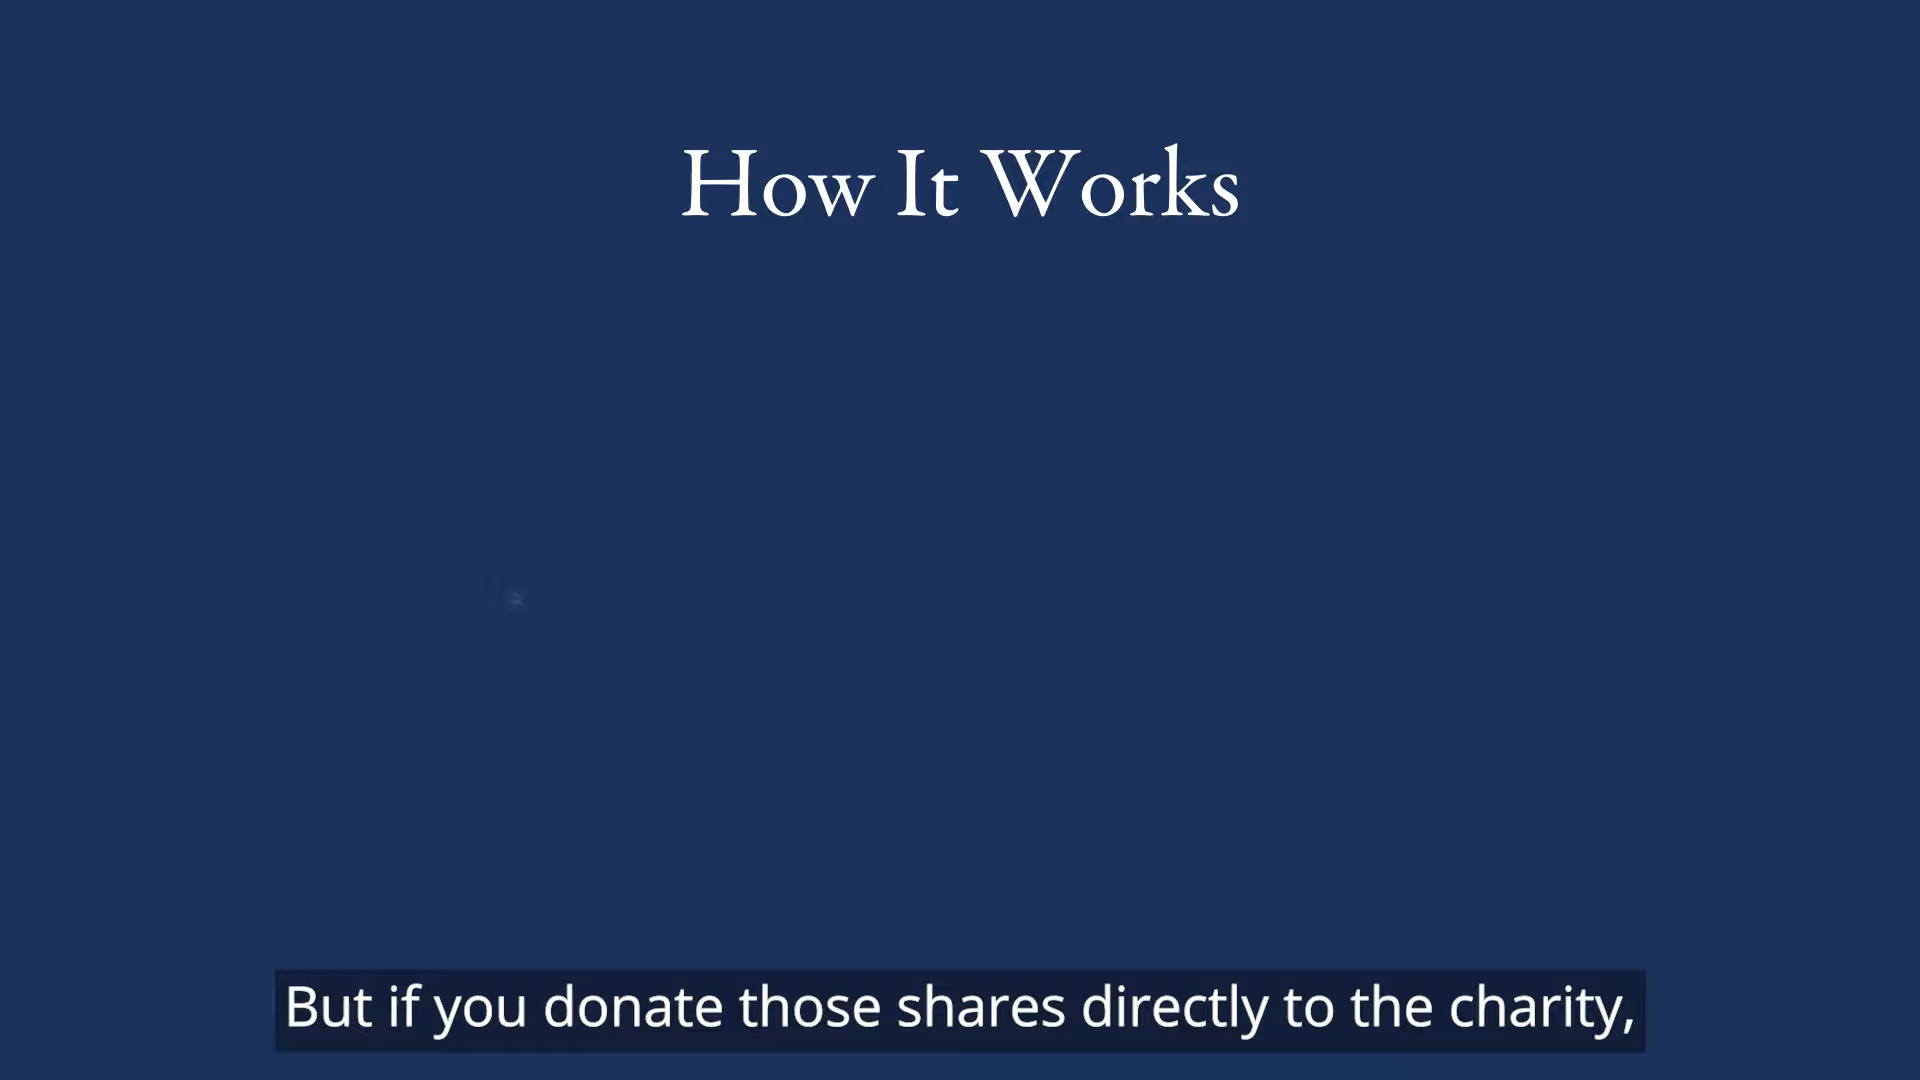 How It Works
But if you donate those shares directly to the charity,